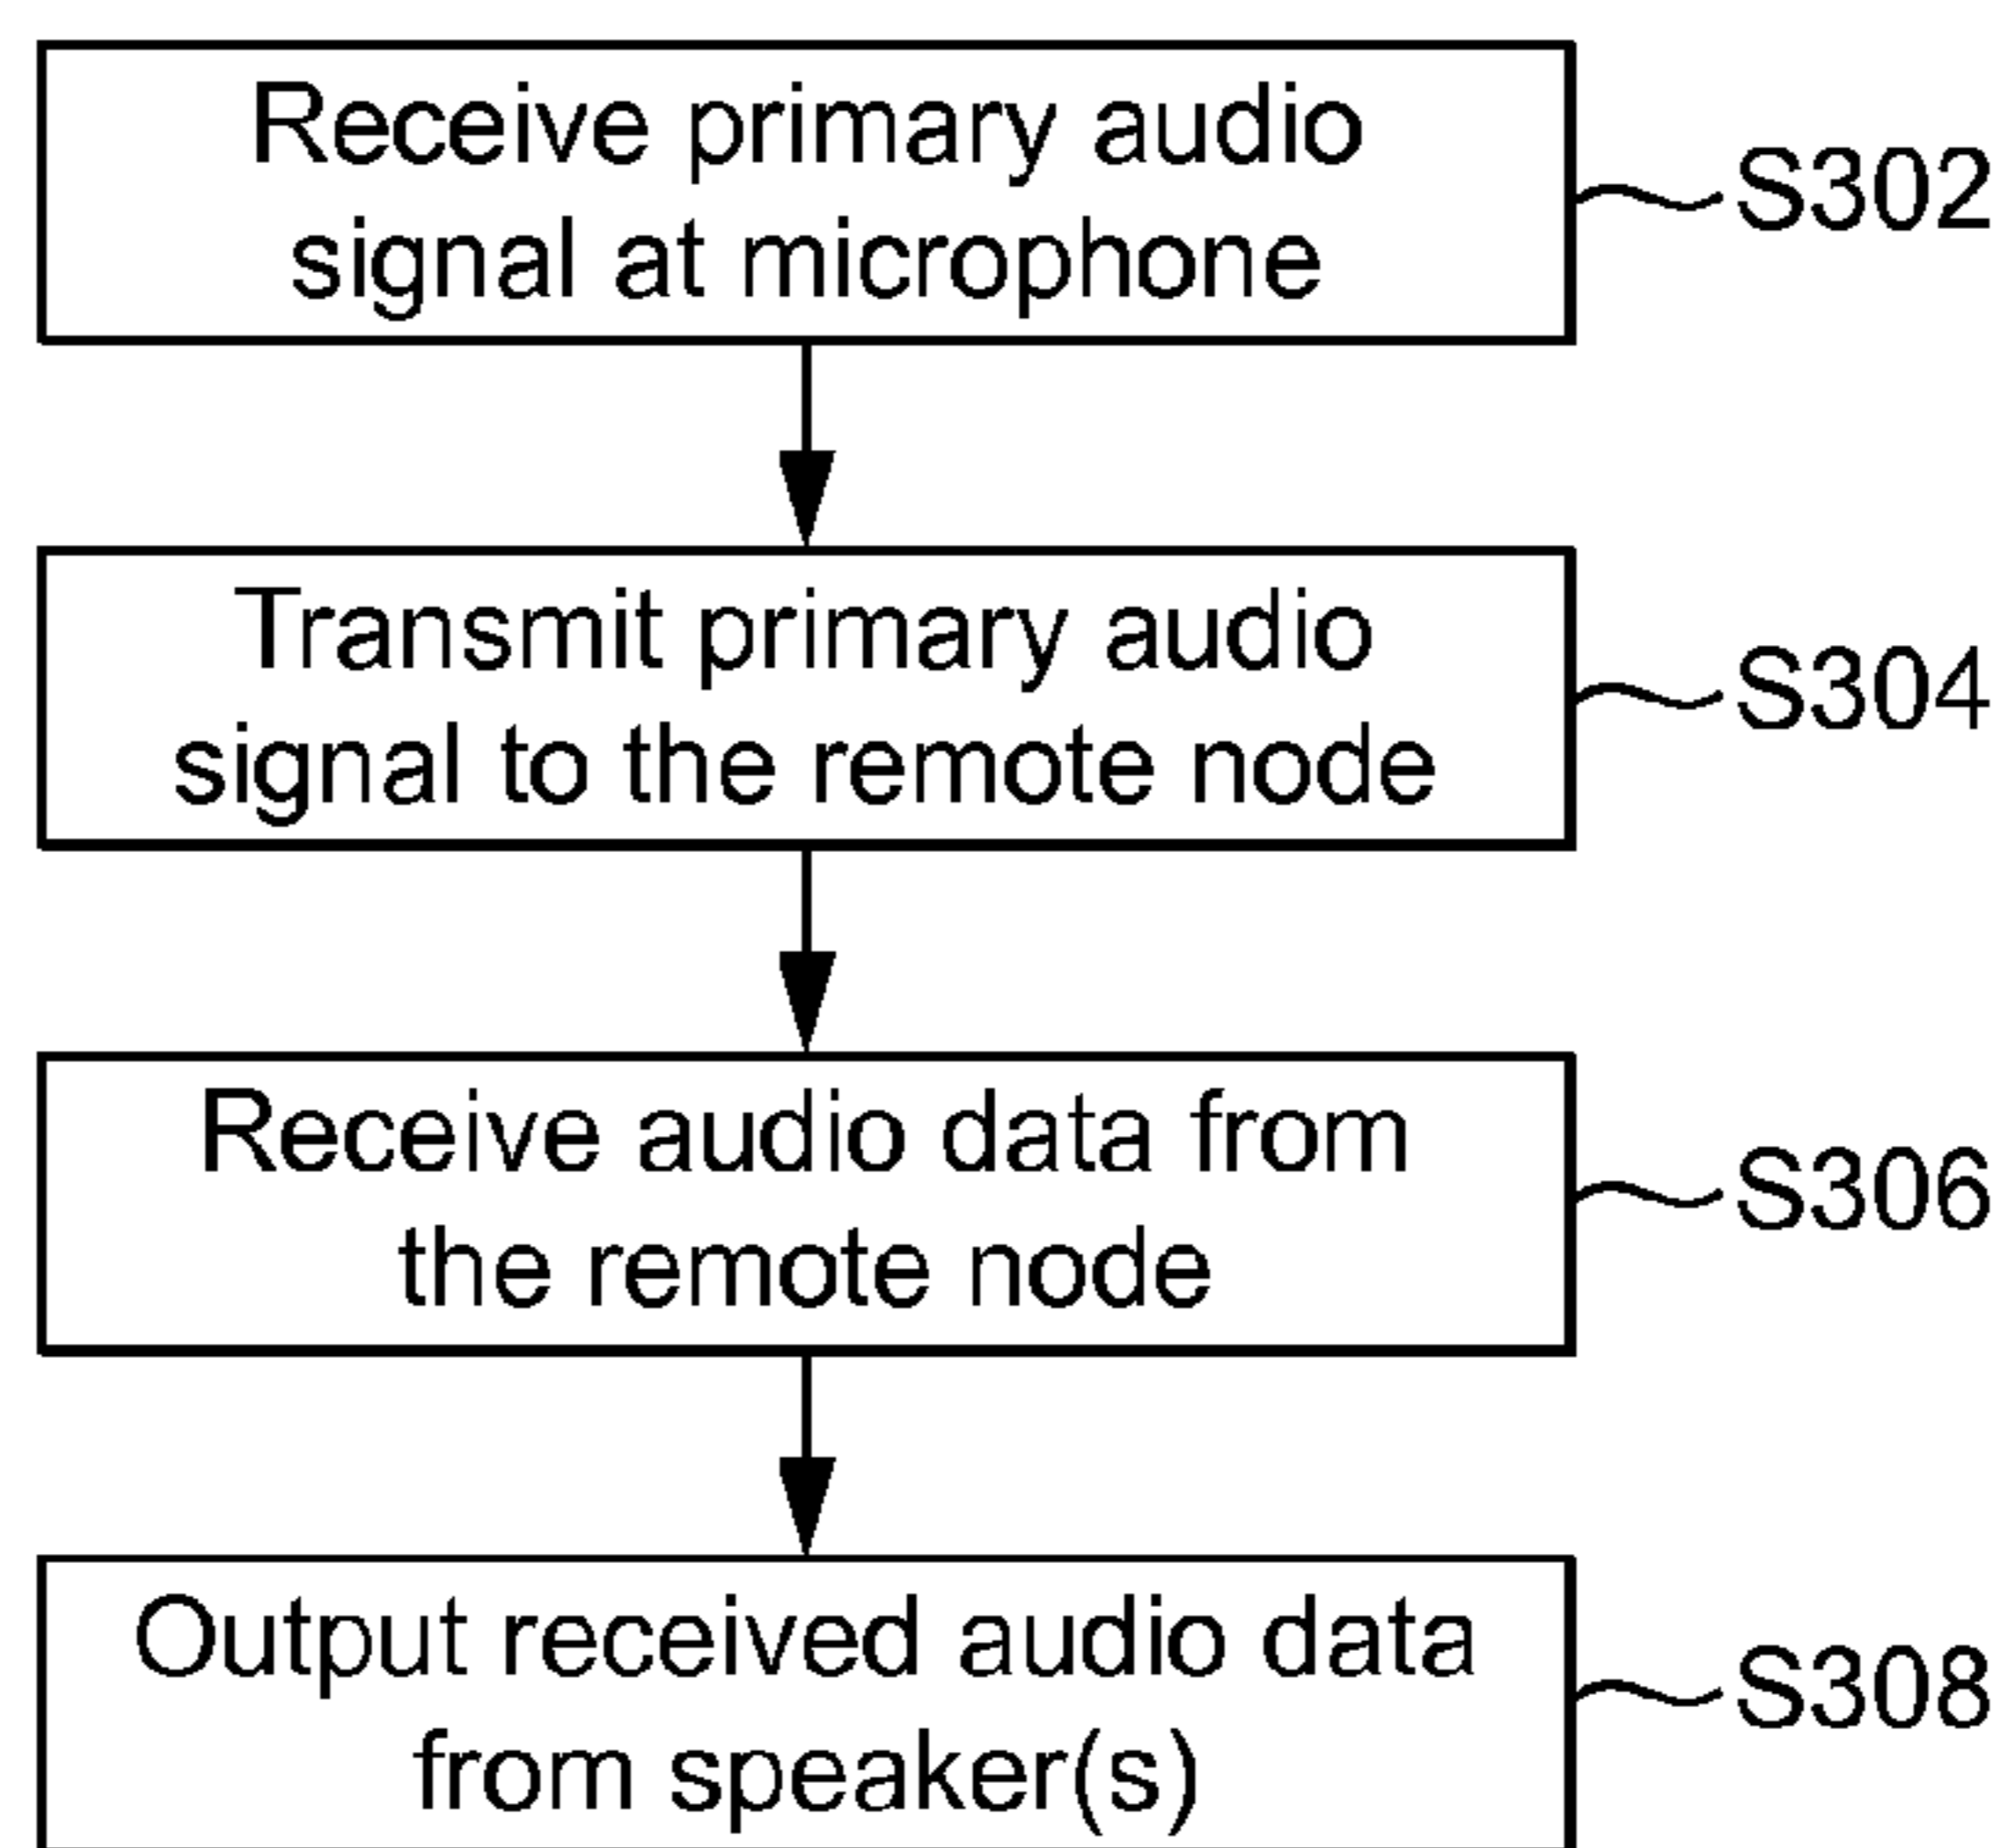 Receive primary audio
signal at microphone
S302
Transmit primary audio
signal to the remote node
S304
Receive audio data from
the remote node
S306
Output received audio data
from speaker(s)
S308